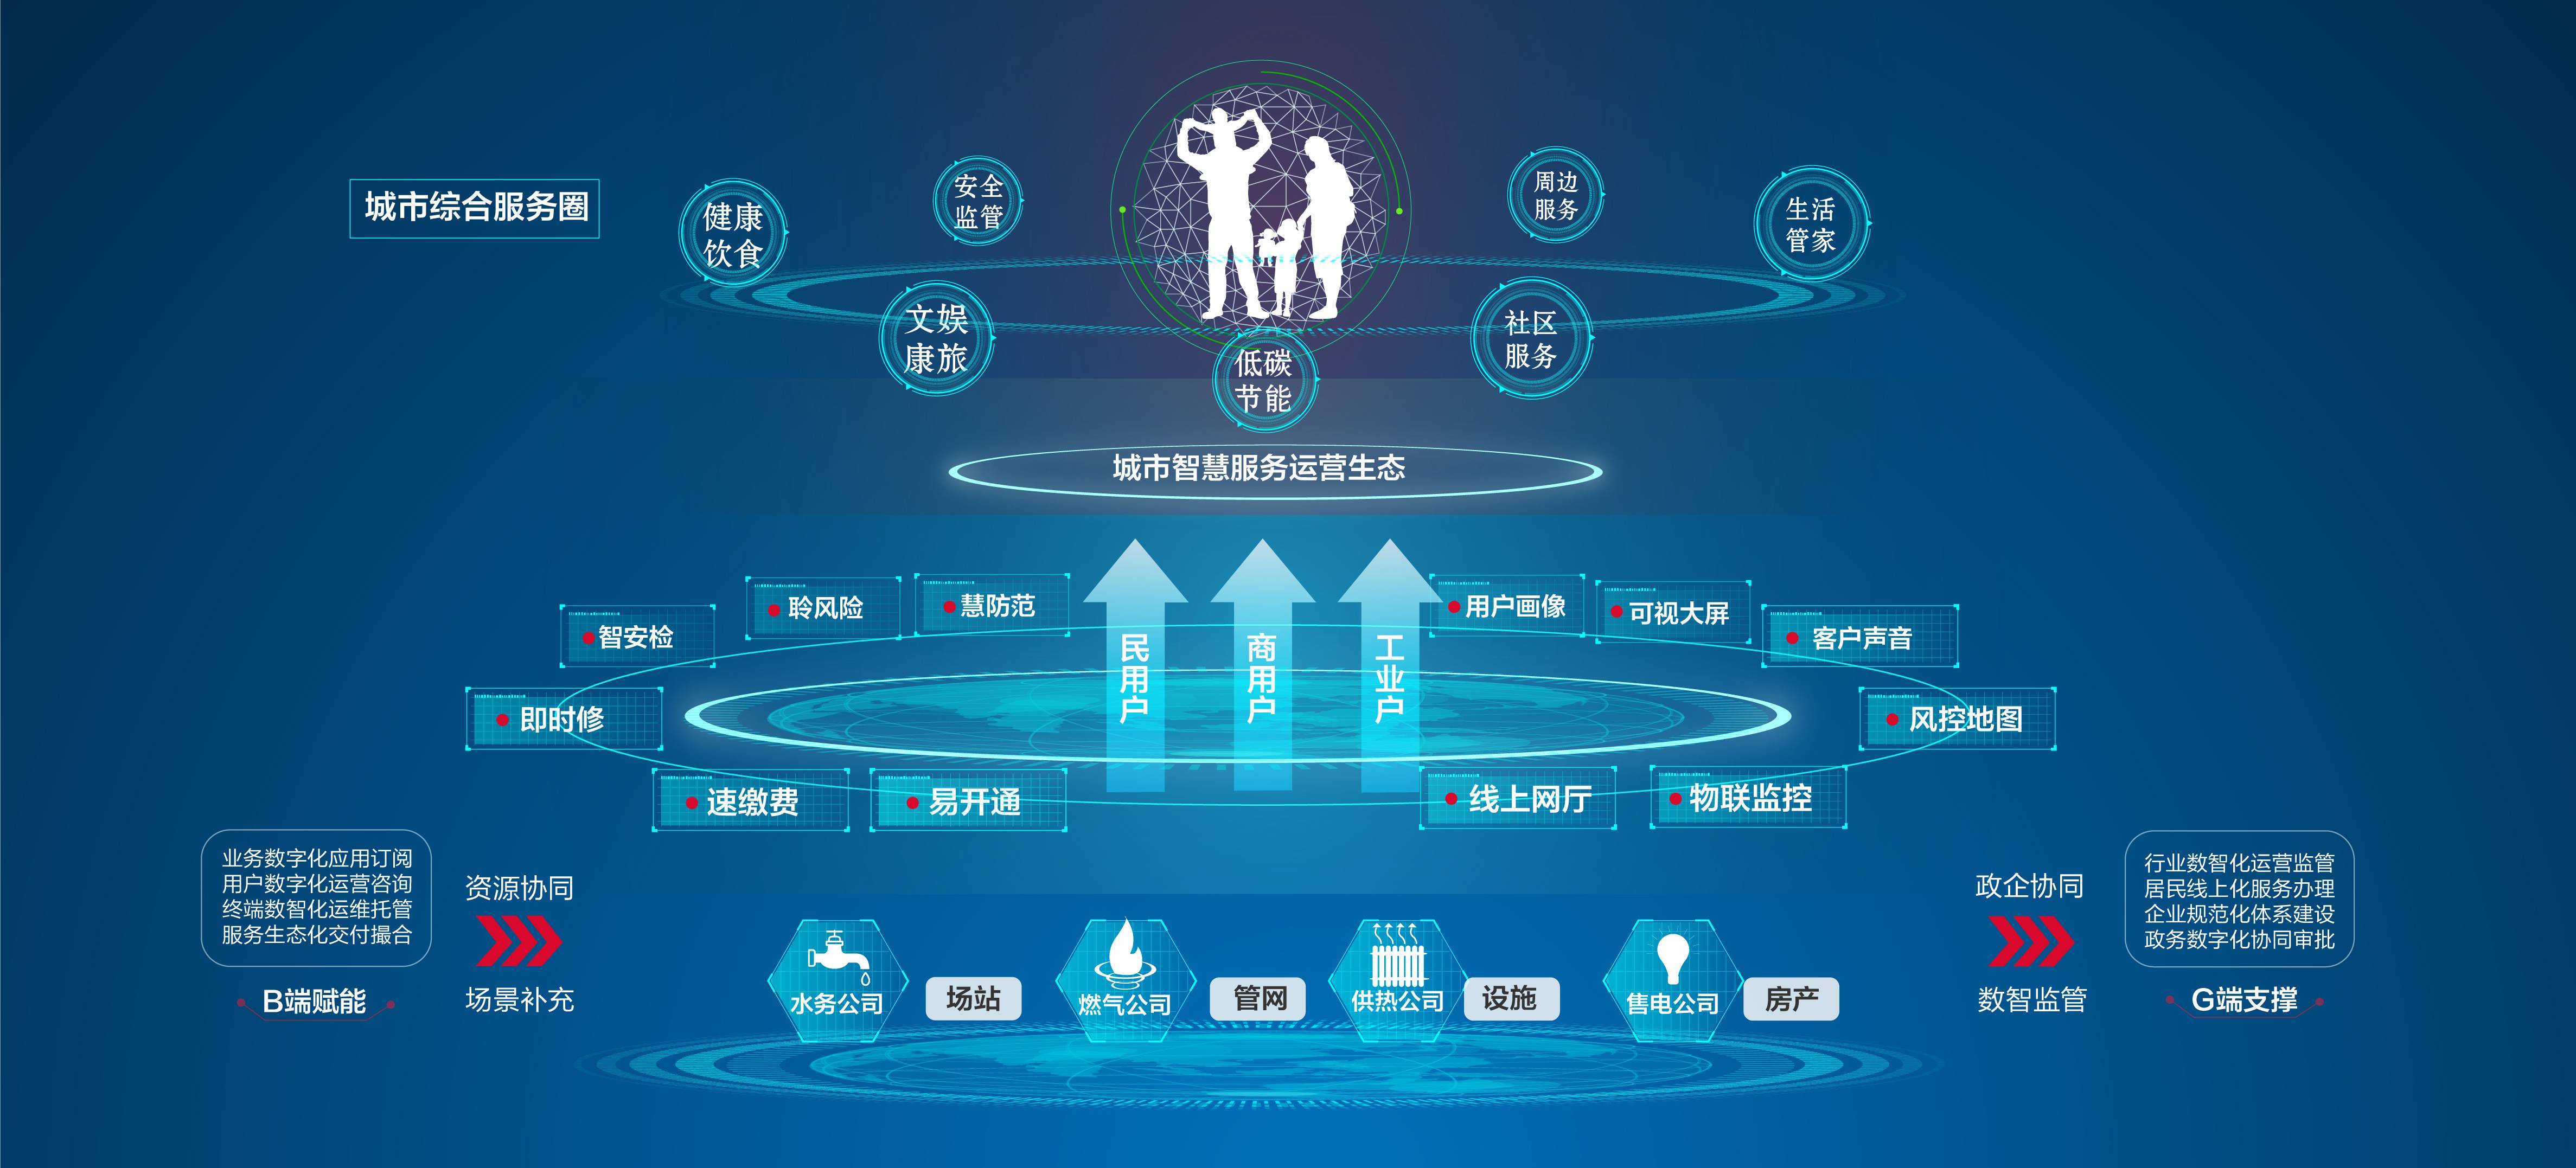 城市综合服务圈
健康
饮食
安全
监管
周边
服务
生活
管家
文娱
康旅
低碳
节能
社区
服务
城市智慧服务运营生态
智安检
聆风险
慧防范
用户画像
可视大屏
客户声音
民用户
商用户
工业户
即时修
风控地图
速缴费
易开通
线上网厅
物联监控
业务数字化应用订阅
用户数字化运营咨询
终端数智化运维托管
服务生态化交付撮合
B端赋能
资源协同
场景补充
水务公司
场站
燃气公司
管网
供热公司
设施
售电公司
房产
政企协同
数智监管
行业数智化运营监管
居民线上化服务办理
企业规范化体系建设
政务数字化协同审批
G端支撑